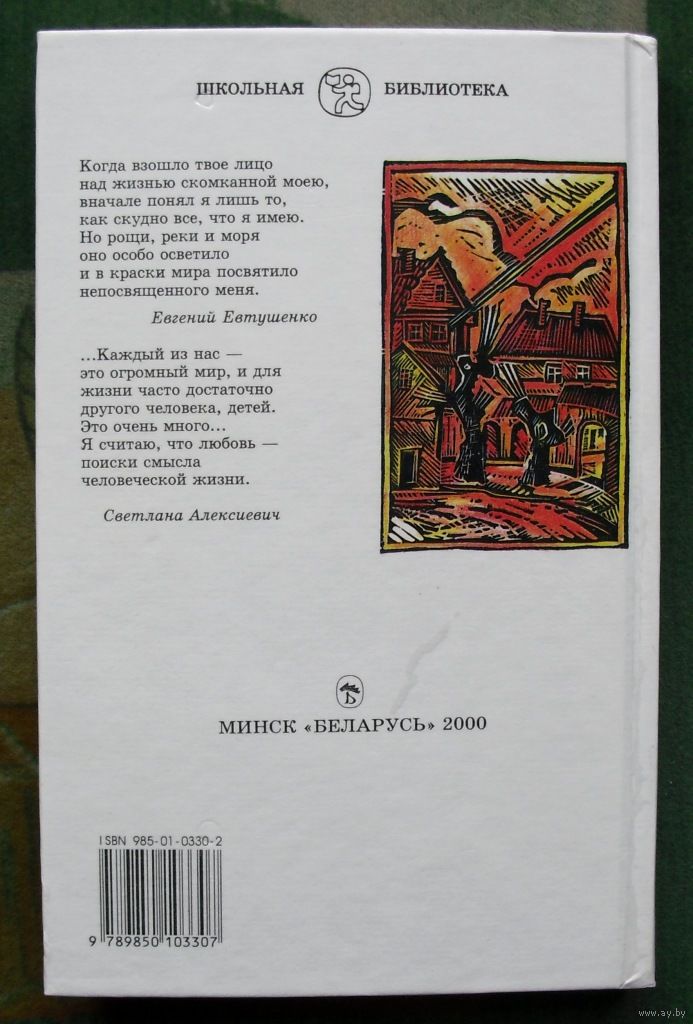 ШКОЛЬНАЯ БИБЛИОТЕКА
Когда взошло твое лицо
над жизнью скомканной моею,
вначале понял я лишь то,
как скудно все, что я имею.
Но рощи, реки и моря
оно особо осветило
и в краски мира посвятило
непосвященного меня.
Евгений Евтушенко
...Каждый из нас —
это огромный мир, и для
жизни часто достаточно
другого человека, детей.
Это очень много...
Я считаю, что любовь —
поиски смысла
человеческой жизни.
Светлана Алексиевич
Б
МИНСК «БЕЛАРУСЬ» 2000
ISBN 985-01-0330-2
9 789850 103307
www.ay.by